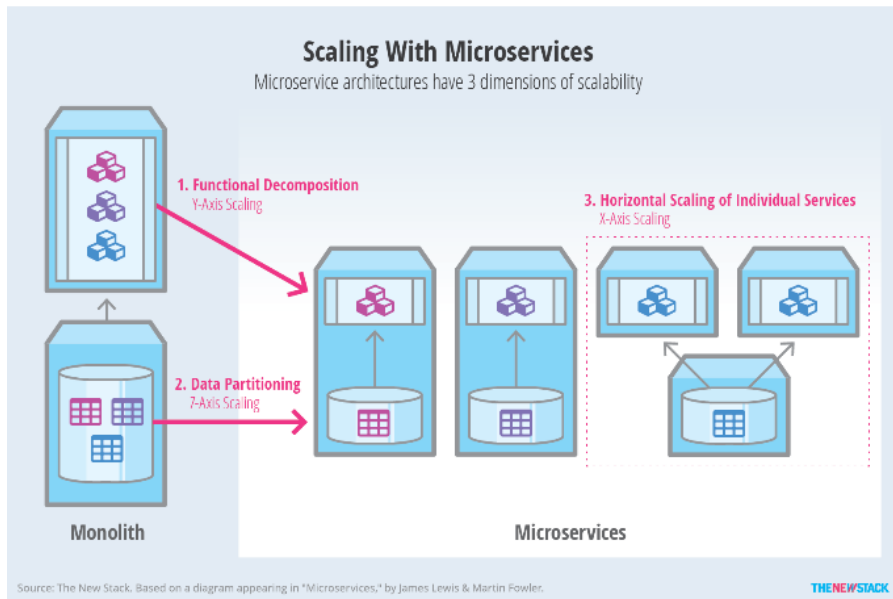 Scaling With Microservices
Microservice architectures have 3 dimensions of scalability
1. Functional Decomposition
Y-Axis Scaling
3. Horizontal Scaling of Individual Services
X-Axis Scaling
2. Data Partitioning
Z-Axis Scaling
Monolith
Microservices
Source: The New Stack. Based on a diagram appearing in "Microservices," by James Lewis & Martin Fowler.
THENEWSTACK